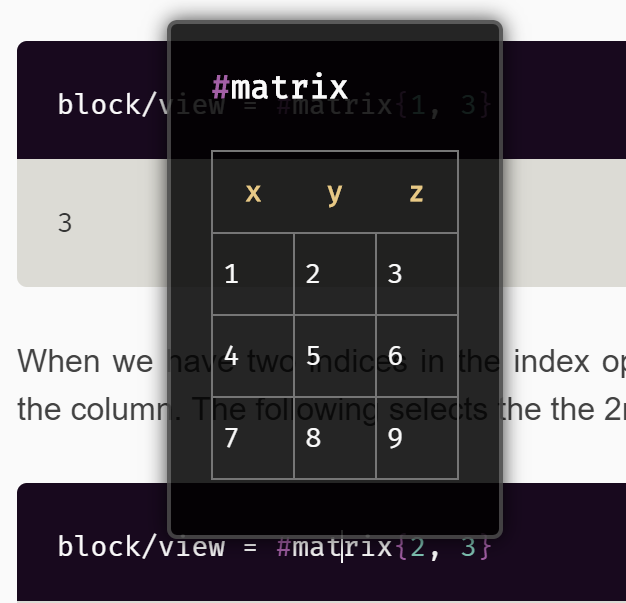 block/view = #matrix{1, 3}
#matrix
x y z
1 2 3
4 5 6
7 8 9
3
When we have two indices in the index op
the column. The following selects the the 2
block/view = #matrix{2, 3}